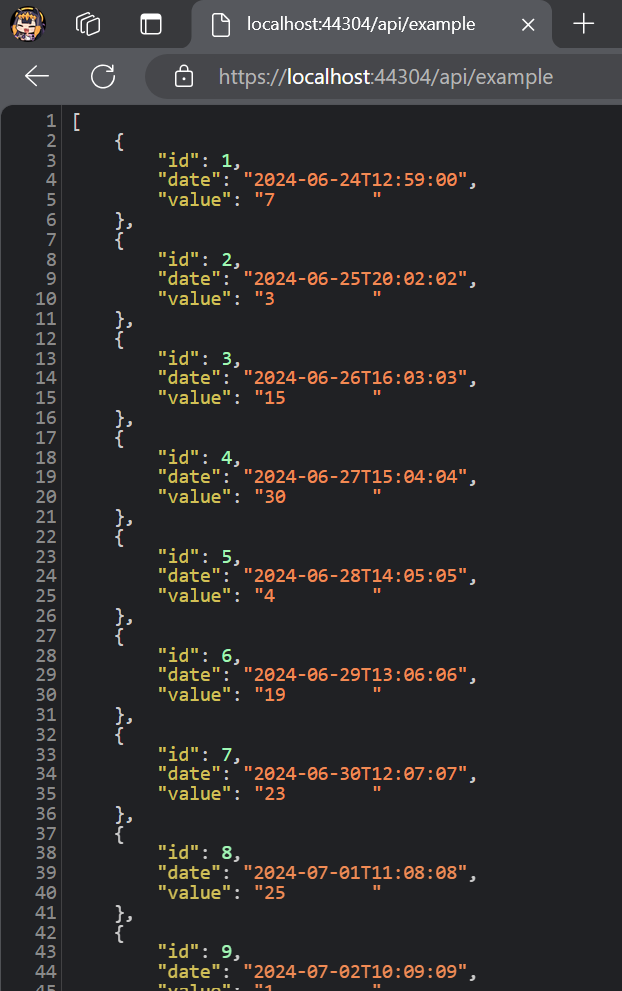 localhost:44304/api/example
https://localhost:44304/api/example
1 [
2     {
3         "id": 1,
4         "date": "2024-06-24T12:59:00",
5         "value": "7         "
6     },
7     {
8         "id": 2,
9         "date": "2024-06-25T20:02:02",
10         "value": "3         "
11     },
12     {
13         "id": 3,
14         "date": "2024-06-26T16:03:03",
15         "value": "15        "
16     },
17     {
18         "id": 4,
19         "date": "2024-06-27T15:04:04",
20         "value": "30        "
21     },
22     {
23         "id": 5,
24         "date": "2024-06-28T14:05:05",
25         "value": "4         "
26     },
27     {
28         "id": 6,
29         "date": "2024-06-29T13:06:06",
30         "value": "19        "
31     },
32     {
33         "id": 7,
34         "date": "2024-06-30T12:07:07",
35         "value": "23        "
36     },
37     {
38         "id": 8,
39         "date": "2024-07-01T11:08:08",
40         "value": "25        "
41     },
42     {
43         "id": 9,
44         "date": "2024-07-02T10:09:09",
45         "value": "1         "